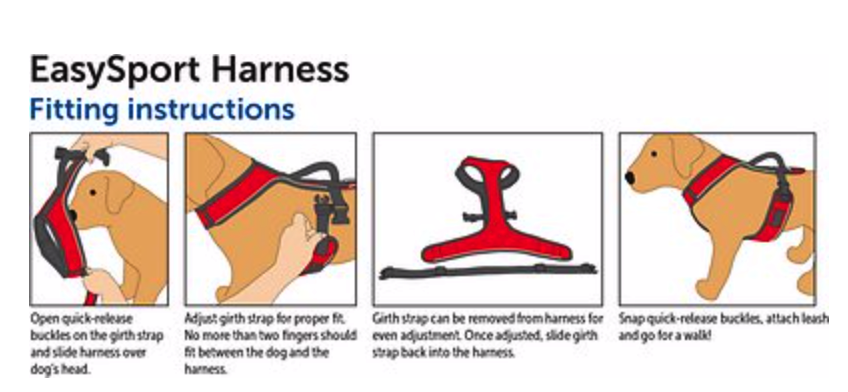 EasySport Harness
Fitting instructions
Open quick-release
buckles on the girth strap
and slide harness over
dog's head.
Adjust girth strap for proper fit.
No more than two fingers should
fit between the dog and the
harness.
Girth strap can be removed from harness for
even adjustment. Once adjusted, slide girth
strap back into the harness.
Snap quick-release buckles, attach leash
and go for a walk!